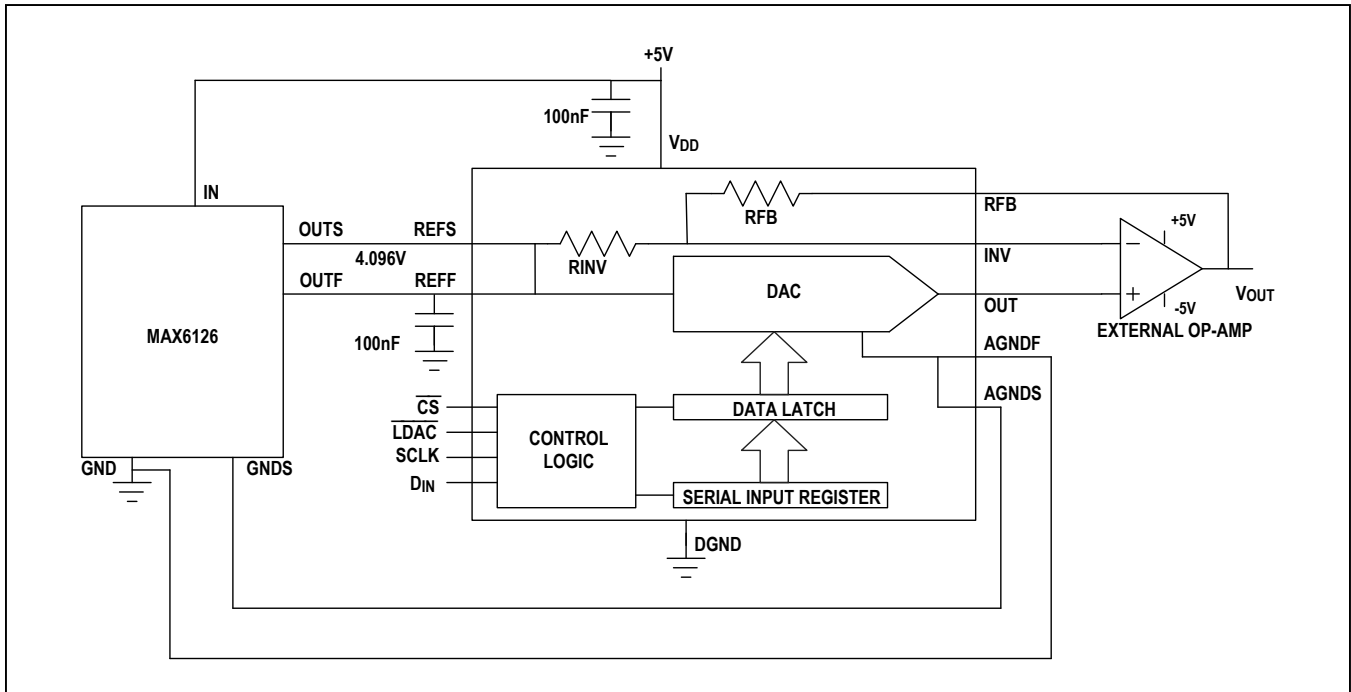 +5V
100nF
VDD
IN
RFB
RFB
OUTS
REFS
+5V
4.096V
RINV
INV
OUTF
REFF
DAC
OUT
VOUT
-5V
EXTERNAL OP-AMP
MAX6126
100nF
AGNDF
AGNDS
CS
DATA LATCH
LDAC
CONTROL
LOGIC
SCLK
GND
GNDS
DIN
SERIAL INPUT REGISTER
DGND